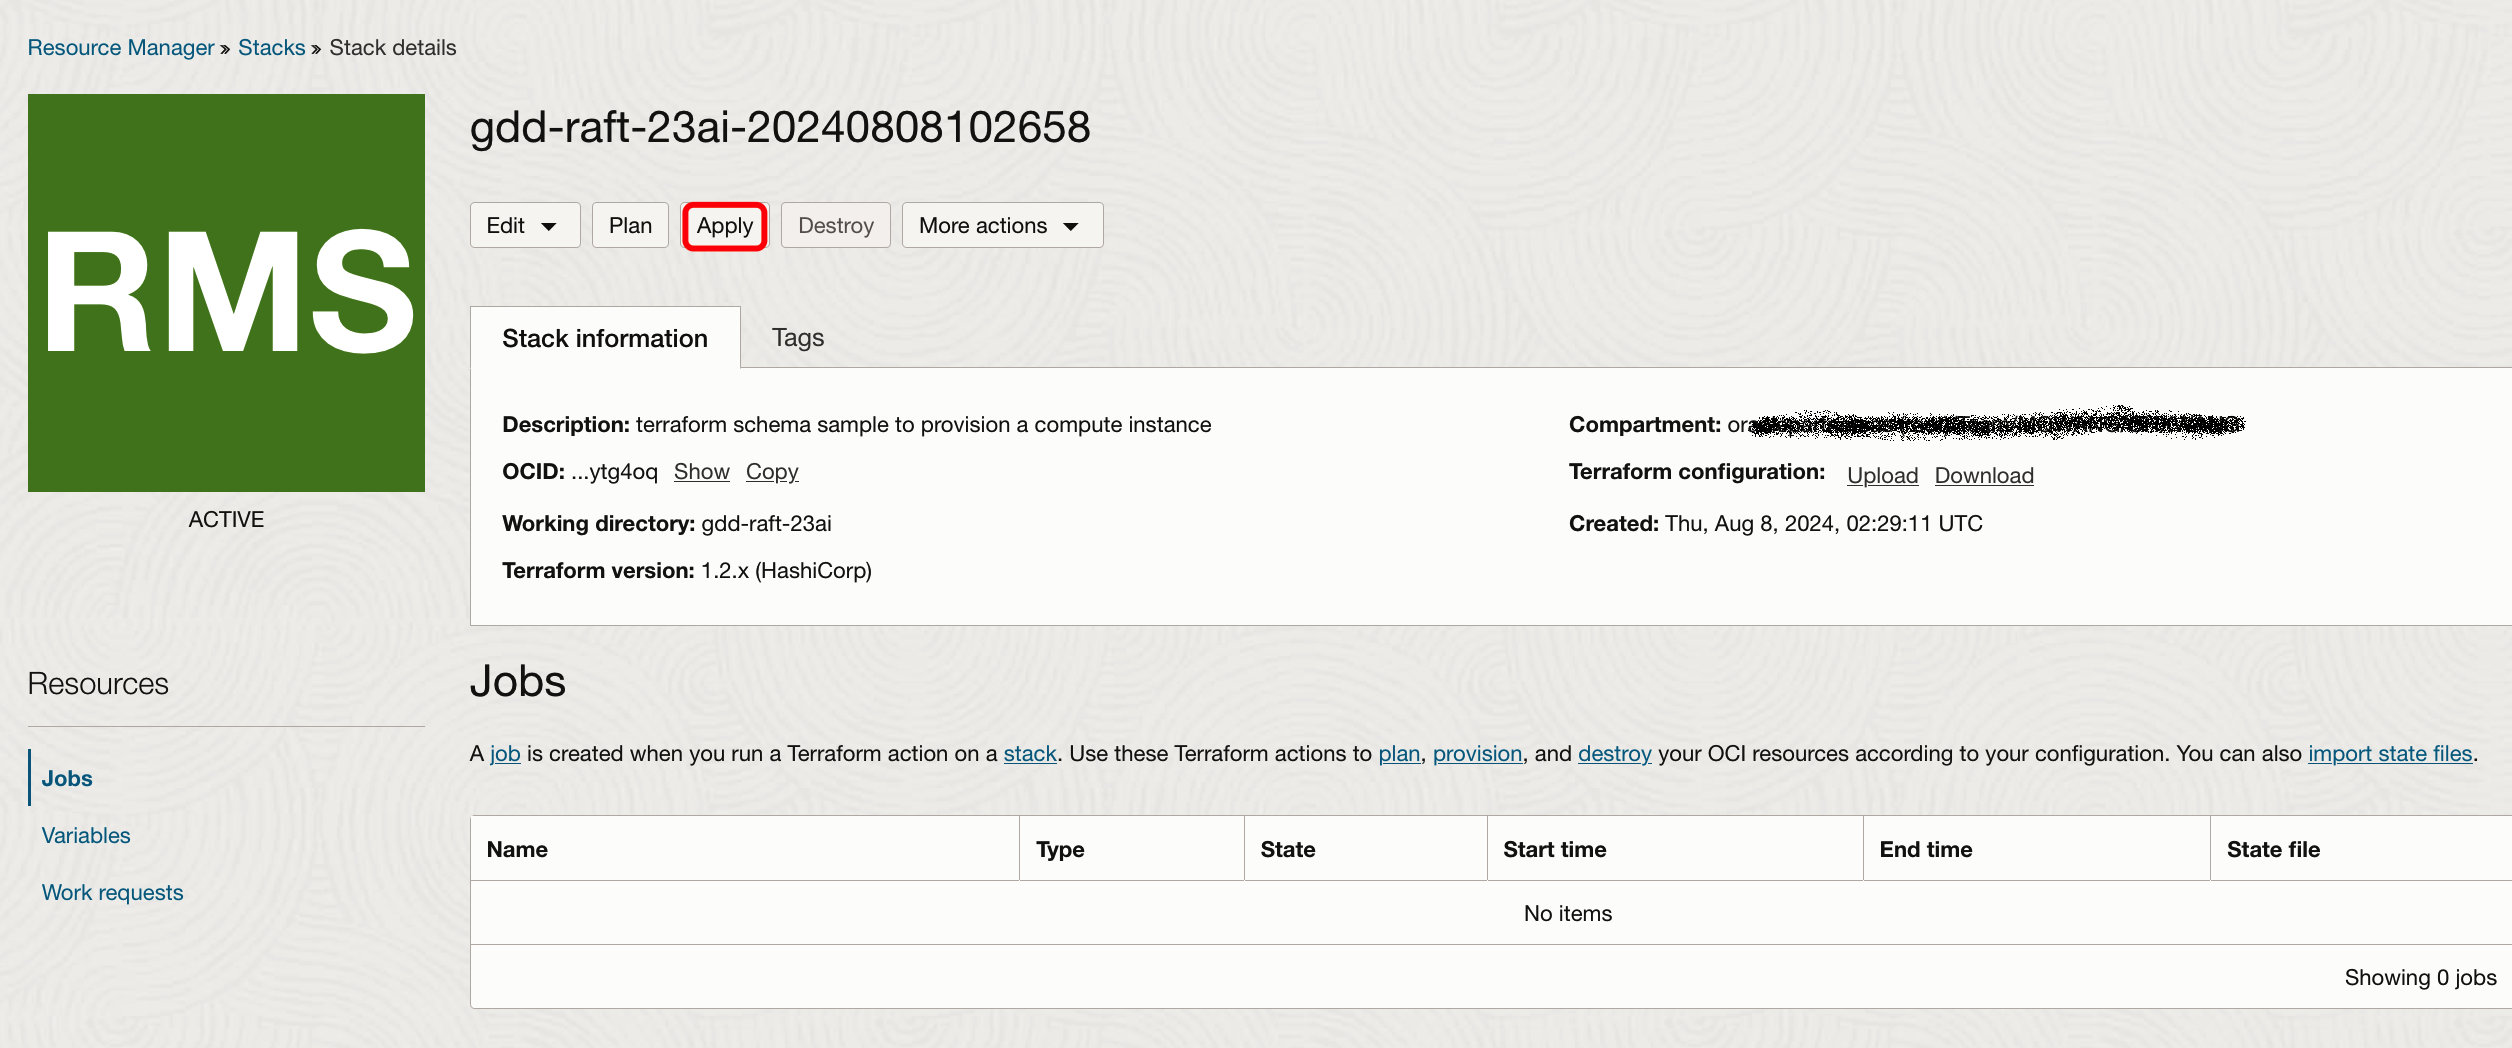 Resource Manager » Stacks » Stack details
RMS
ACTIVE
gdd-raft-23ai-20240808102658
Edit Plan Apply Destroy More actions
Stack information Tags
Description: terraform schema sample to provision a compute instance
Compartment:
OCID: ...ytg4oq Show Copy
Terraform configuration: Upload Download
Working directory: gdd-raft-23ai
Created: Thu, Aug 8, 2024, 02:29:11 UTC
Terraform version: 1.2.x (HashiCorp)
Resources
Jobs
Variables
Work requests
Jobs
A job is created when you run a Terraform action on a stack. Use these Terraform actions to plan, provision, and destroy your OCI resources according to your configuration. You can also import state files.
Name Type State Start time End time State file
No items
Showing 0 jobs